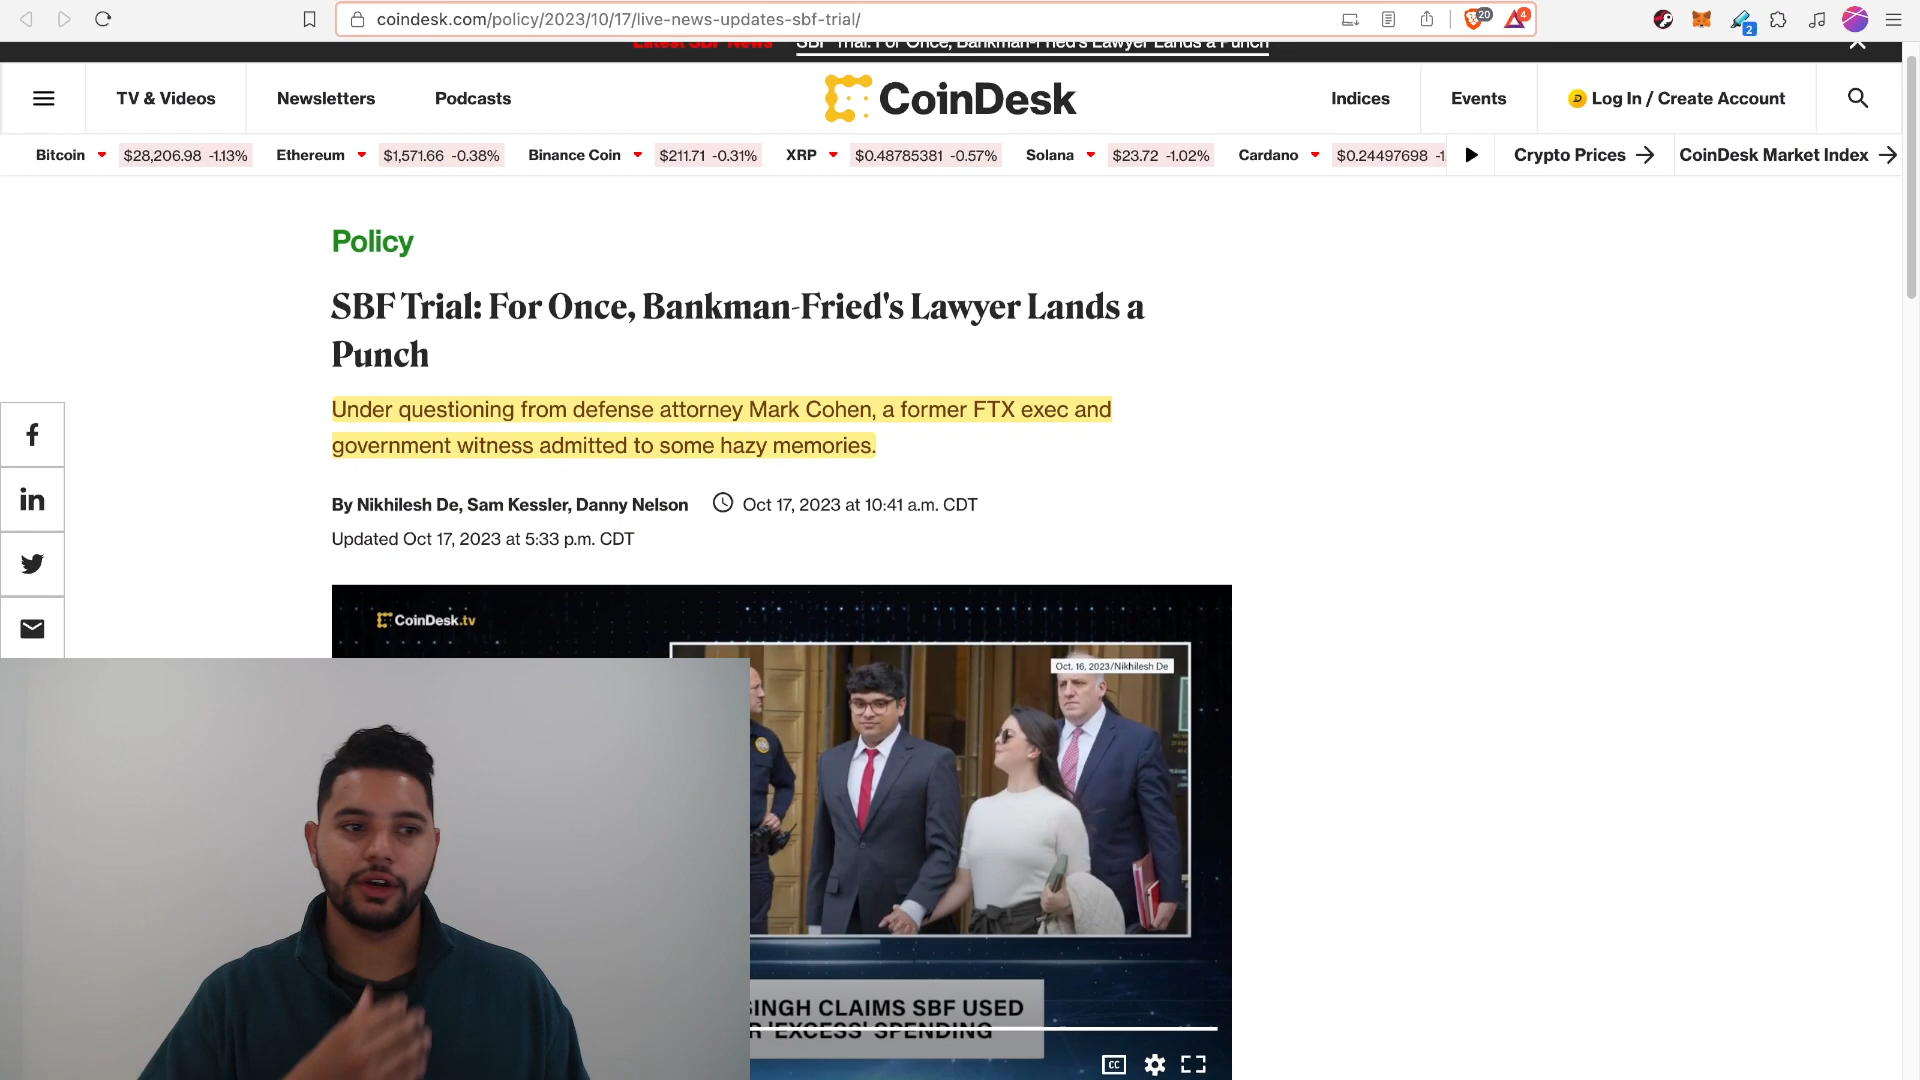 coindesk.com/policy/2023/10/17/live-news-updates-sbf-trial/
20
4
2
Latest SBF News SBF Trial: For Once, Bankman-Fried's Lawyer Lands a Punch
TV & Videos
Newsletters
Podcasts
CoinDesk
Indices
Events
Log In / Create Account
Bitcoin $28,206.98 -1.13% Ethereum $1,571.66 -0.38% Binance Coin $211.71 -0.31% XRP $0.48785381 -0.57% Solana $23.72 -1.02% Cardano $0.24497698 -1
Crypto Prices
CoinDesk Market Index
Policy
SBF Trial: For Once, Bankman-Fried's Lawyer Lands a
Punch
Under questioning from defense attorney Mark Cohen, a former FTX exec and
government witness admitted to some hazy memories.
By Nikhilesh De, Sam Kessler, Danny Nelson Oct 17, 2023 at 10:41 a.m. CDT
Updated Oct 17, 2023 at 5:33 p.m. CDT
f
in
CoinDesk.tv
Oct. 16, 2023/Nikhilesh De
SINGH CLAIMS SBF USED
R 'EXCESS' SPENDING
CC